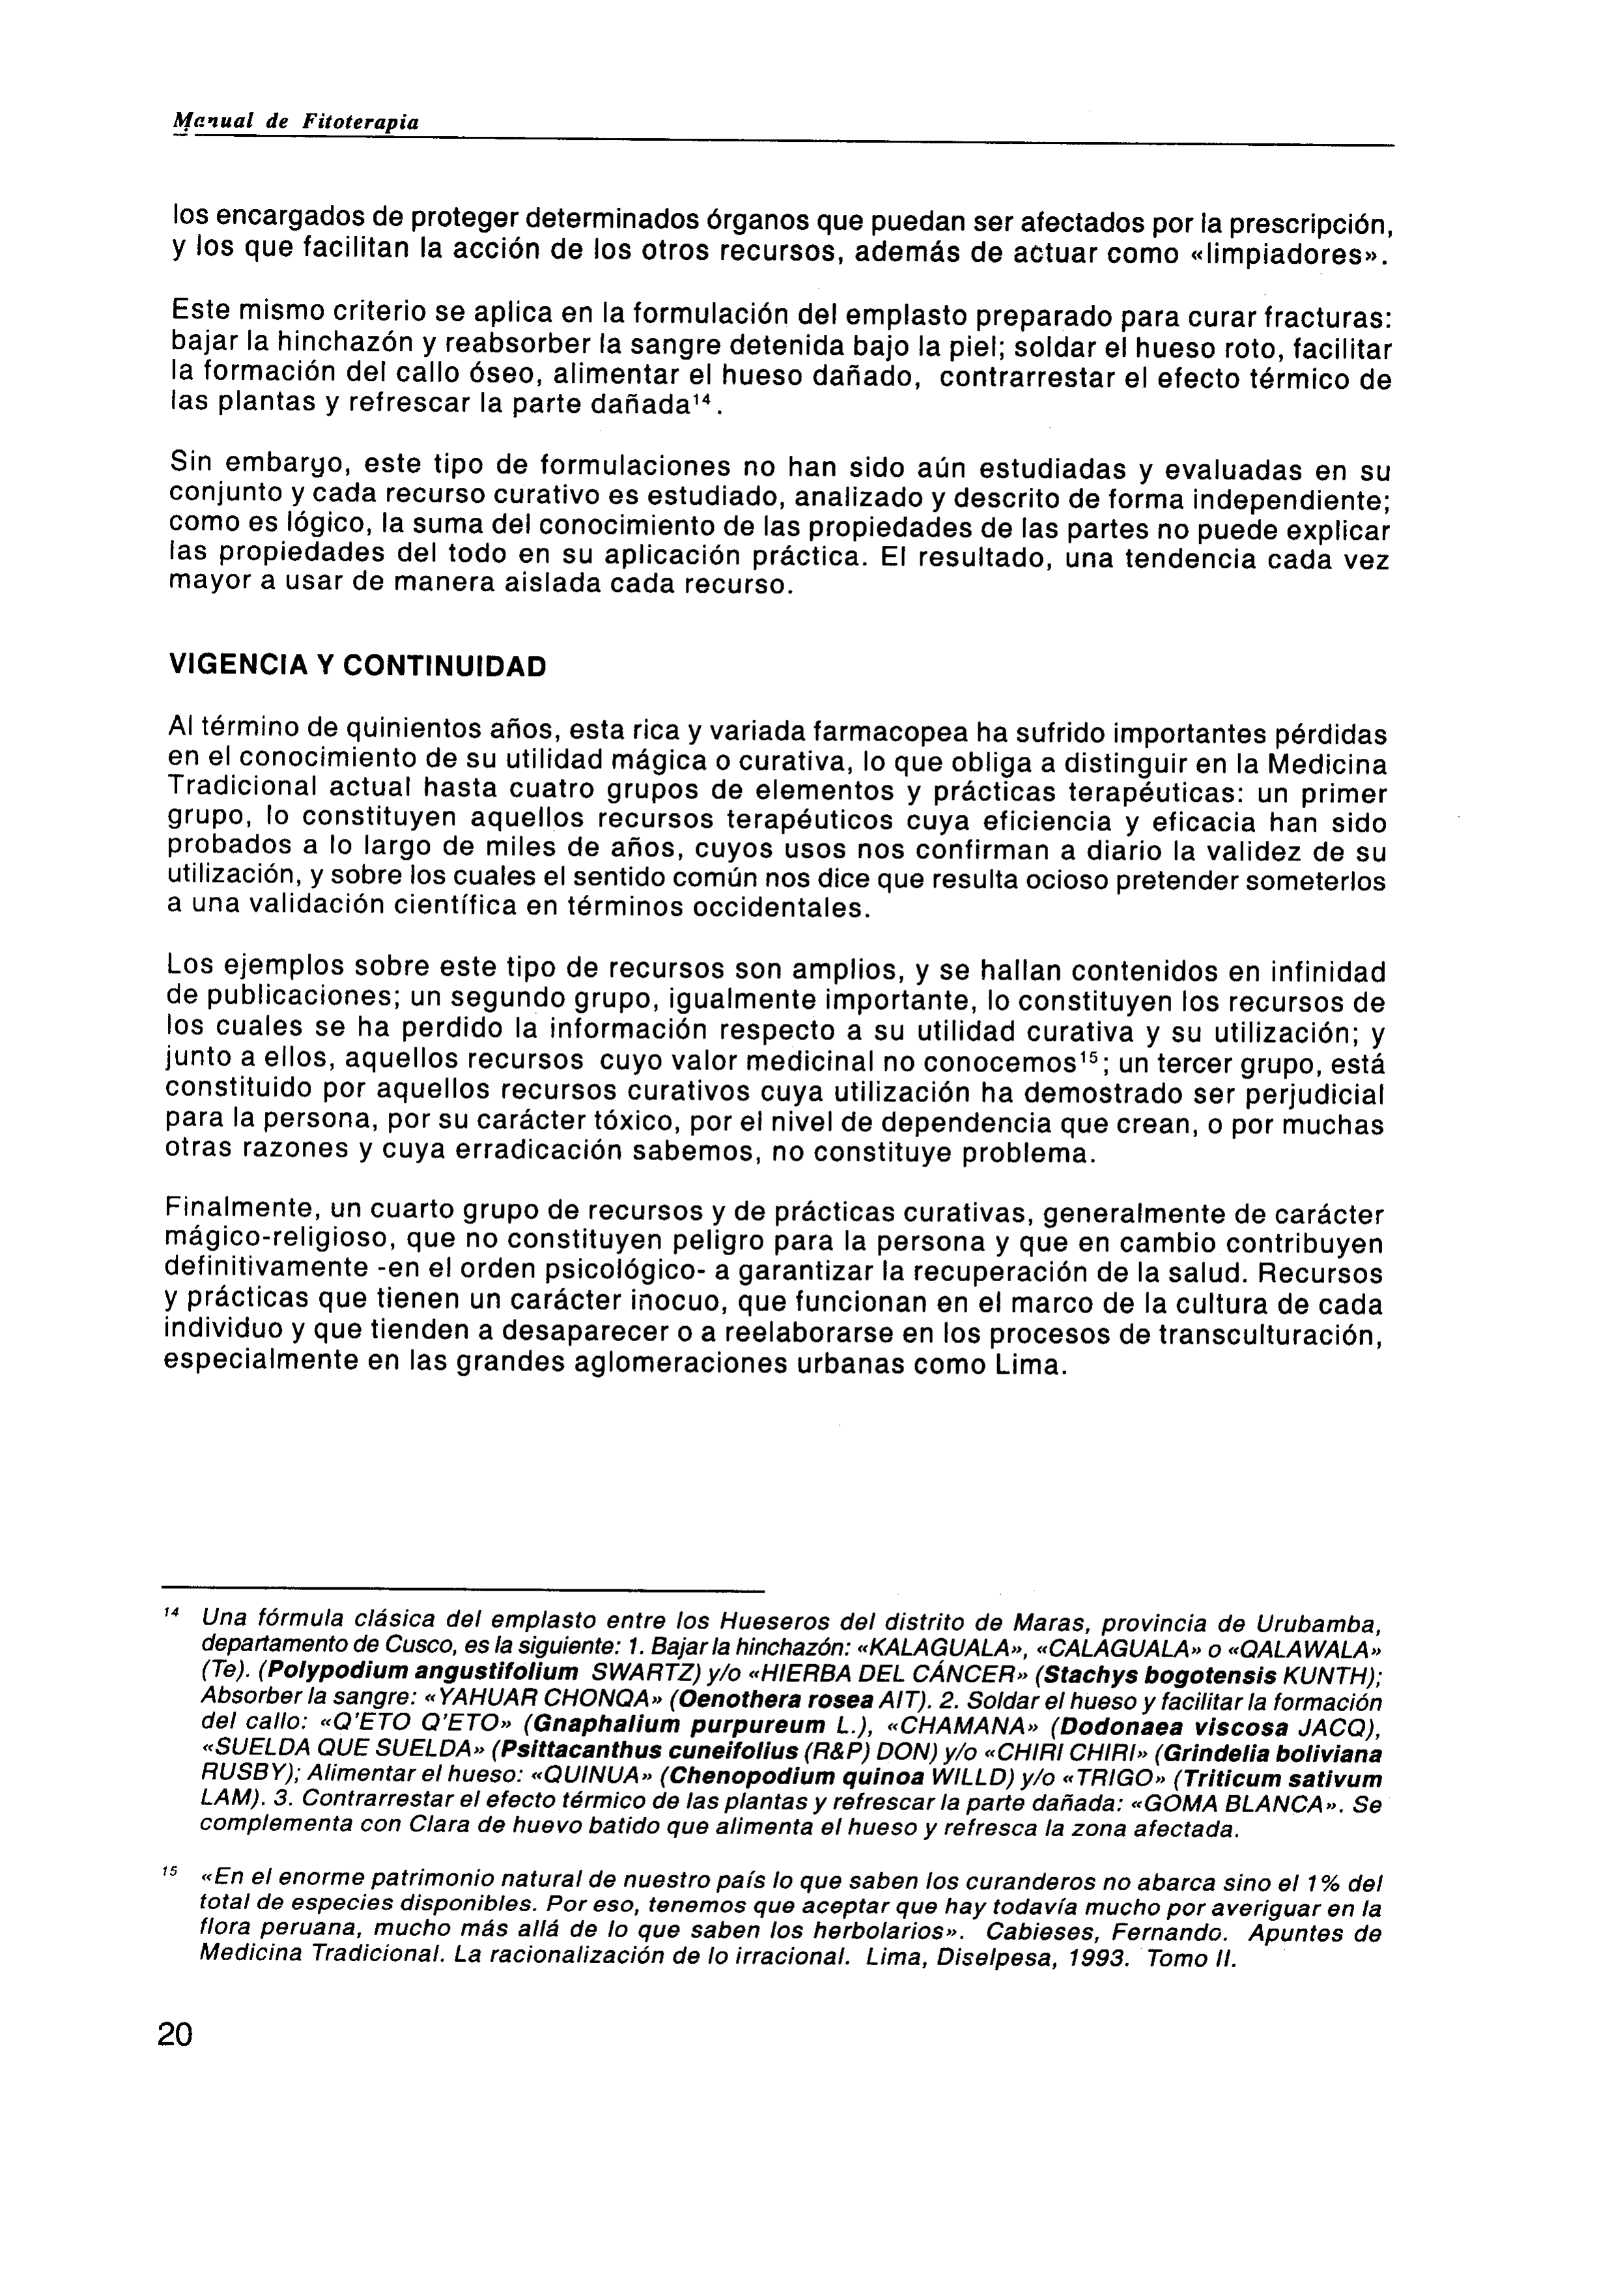 Manual de Fitoterapia
los encargados de proteger determinados órganos que puedan ser afectados por la prescripción,
y los que facilitan la acción de los otros recursos, además de actuar como «limpiadores».
Este mismo criterio se aplica en la formulación del emplasto preparado para curar fracturas:
bajar la hinchazón y reabsorber la sangre detenida bajo la piel; soldar el hueso roto, facilitar
la formación del callo óseo, alimentar el hueso dañado, contrarrestar el efecto térmico de
las plantas y refrescar la parte dañada¹⁴.
Sin embargo, este tipo de formulaciones no han sido aún estudiadas y evaluadas en su
conjunto y cada recurso curativo es estudiado, analizado y descrito de forma independiente;
como es lógico, la suma del conocimiento de las propiedades de las partes no puede explicar
las propiedades del todo en su aplicación práctica. El resultado, una tendencia cada vez
mayor a usar de manera aislada cada recurso.
VIGENCIA Y CONTINUIDAD
Al término de quinientos años, esta rica y variada farmacopea ha sufrido importantes pérdidas
en el conocimiento de su utilidad mágica o curativa, lo que obliga a distinguir en la Medicina
Tradicional actual hasta cuatro grupos de elementos y prácticas terapéuticas: un primer
grupo, lo constituyen aquellos recursos terapéuticos cuya eficiencia y eficacia han sido
probados a lo largo de miles de años, cuyos usos nos confirman a diario la validez de su
utilización, y sobre los cuales el sentido común nos dice que resulta ocioso pretender someterlos
a una validación científica en términos occidentales.
Los ejemplos sobre este tipo de recursos son amplios, y se hallan contenidos en infinidad
de publicaciones; un segundo grupo, igualmente importante, lo constituyen los recursos de
los cuales se ha perdido la información respecto a su utilidad curativa y su utilización; y
junto a ellos, aquellos recursos cuyo valor medicinal no conocemos¹⁵; un tercer grupo, está
constituido por aquellos recursos curativos cuya utilización ha demostrado ser perjudicial
para la persona, por su carácter tóxico, por el nivel de dependencia que crean, o por muchas
otras razones y cuya erradicación sabemos, no constituye problema.
Finalmente, un cuarto grupo de recursos y de prácticas curativas, generalmente de carácter
mágico-religioso, que no constituyen peligro para la persona y que en cambio contribuyen
definitivamente -en el orden psicológico- a garantizar la recuperación de la salud. Recursos
y prácticas que tienen un carácter inocuo, que funcionan en el marco de la cultura de cada
individuo y que tienden a desaparecer o a reelaborarse en los procesos de transculturación,
especialmente en las grandes aglomeraciones urbanas como Lima.
¹⁴ Una fórmula clásica del emplasto entre los Hueseros del distrito de Maras, provincia de Urubamba,
departamento de Cusco, es la siguiente: 1. Bajar la hinchazón: «KALAGUALA», «CALAGUALA» o «QALAWALA»
(Te). (Polypodium angustifolium SWARTZ) y/o «HIERBA DEL CÁNCER» (Stachys bogotensis KUNTH);
Absorber la sangre: «YAHUAR CHONQA» (Oenothera rosea AIT). 2. Soldar el hueso y facilitar la formación
del callo: «Q'ETO Q'ETO» (Gnaphalium purpureum L.), «CHAMANA» (Dodonaea viscosa JACQ),
«SUELDA QUE SUELDA» (Psittacanthus cuneifolius (R&P) DON) y/o «CHIRI CHIRI» (Grindelia boliviana
RUSBY); Alimentar el hueso: «QUINUA» (Chenopodium quinoa WILLD) y/o «TRIGO» (Triticum sativum
LAM). 3. Contrarrestar el efecto térmico de las plantas y refrescar la parte dañada: «GOMA BLANCA». Se
complementa con Clara de huevo batido que alimenta el hueso y refresca la zona afectada.
¹⁵ «En el enorme patrimonio natural de nuestro país lo que saben los curanderos no abarca sino el 1% del
total de especies disponibles. Por eso, tenemos que aceptar que hay todavía mucho por averiguar en la
flora peruana, mucho más allá de lo que saben los herbolarios». Cabieses, Fernando. Apuntes de
Medicina Tradicional. La racionalización de lo irracional. Lima, Diselpesa, 1993. Tomo II.
20